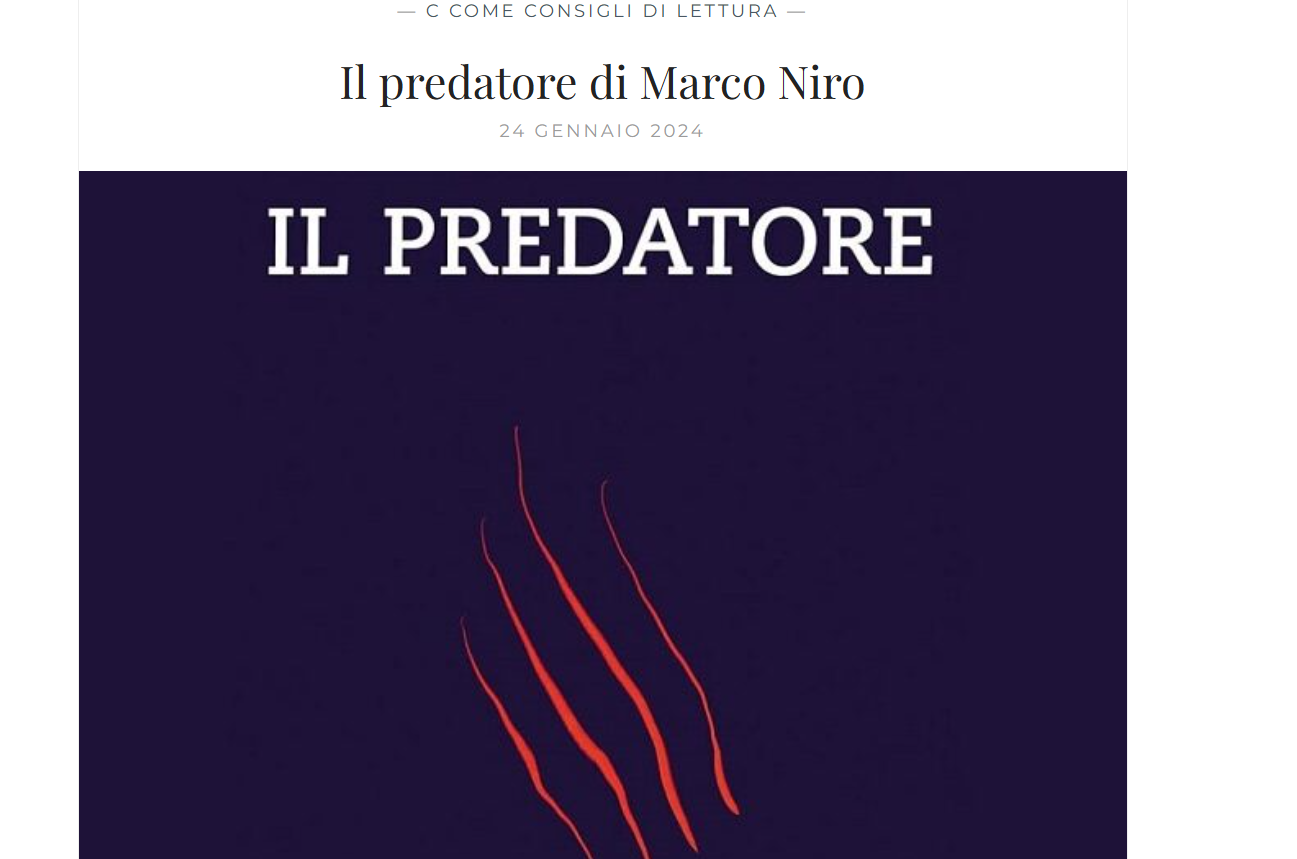 — C COME CONSIGLI DI LETTURA —
Il predatore di Marco Niro
24 GENNAIO 2024
IL PREDATORE